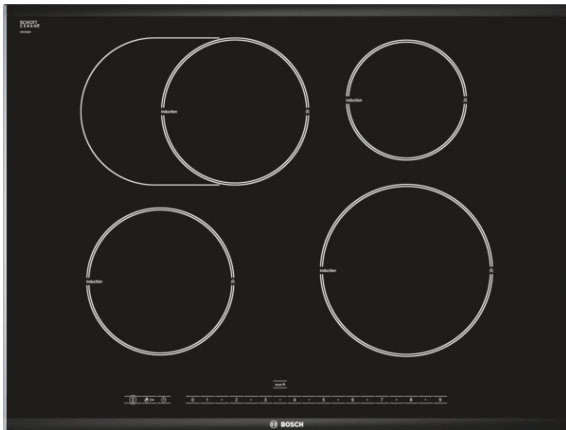 SCHOTT
CERAN
induction
induction
induction
induction
0 1 • 2 • 3 • 4 • 5 • 6 • 7 • 8 • 9
BOSCH